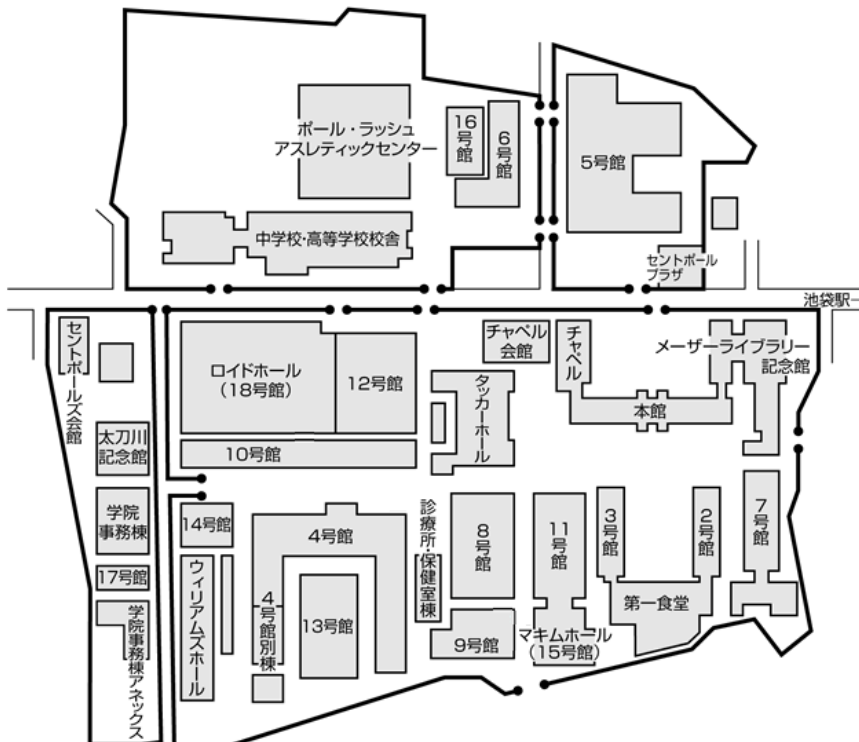 ポール・ラッシュ
アスレティックセンター
16号館
6号館
5号館
中学校・高等学校校舎
セントポール
プラザ
池袋駅
セントポールズ会館
ロイドホール
(18号館)
12号館
チャペル
会館
チャペル
メーザーライブラリー
記念館
本館
タッカーホール
太刀川
記念館
10号館
学院
事務棟
14号館
4号館
診療所・保健室棟
8号館
11号館
3号館
2号館
7号館
17号館
ウィリアムズホール
4号館別棟
13号館
第一食堂
学院事務棟アネックス
9号館
マキムホール
(15号館)